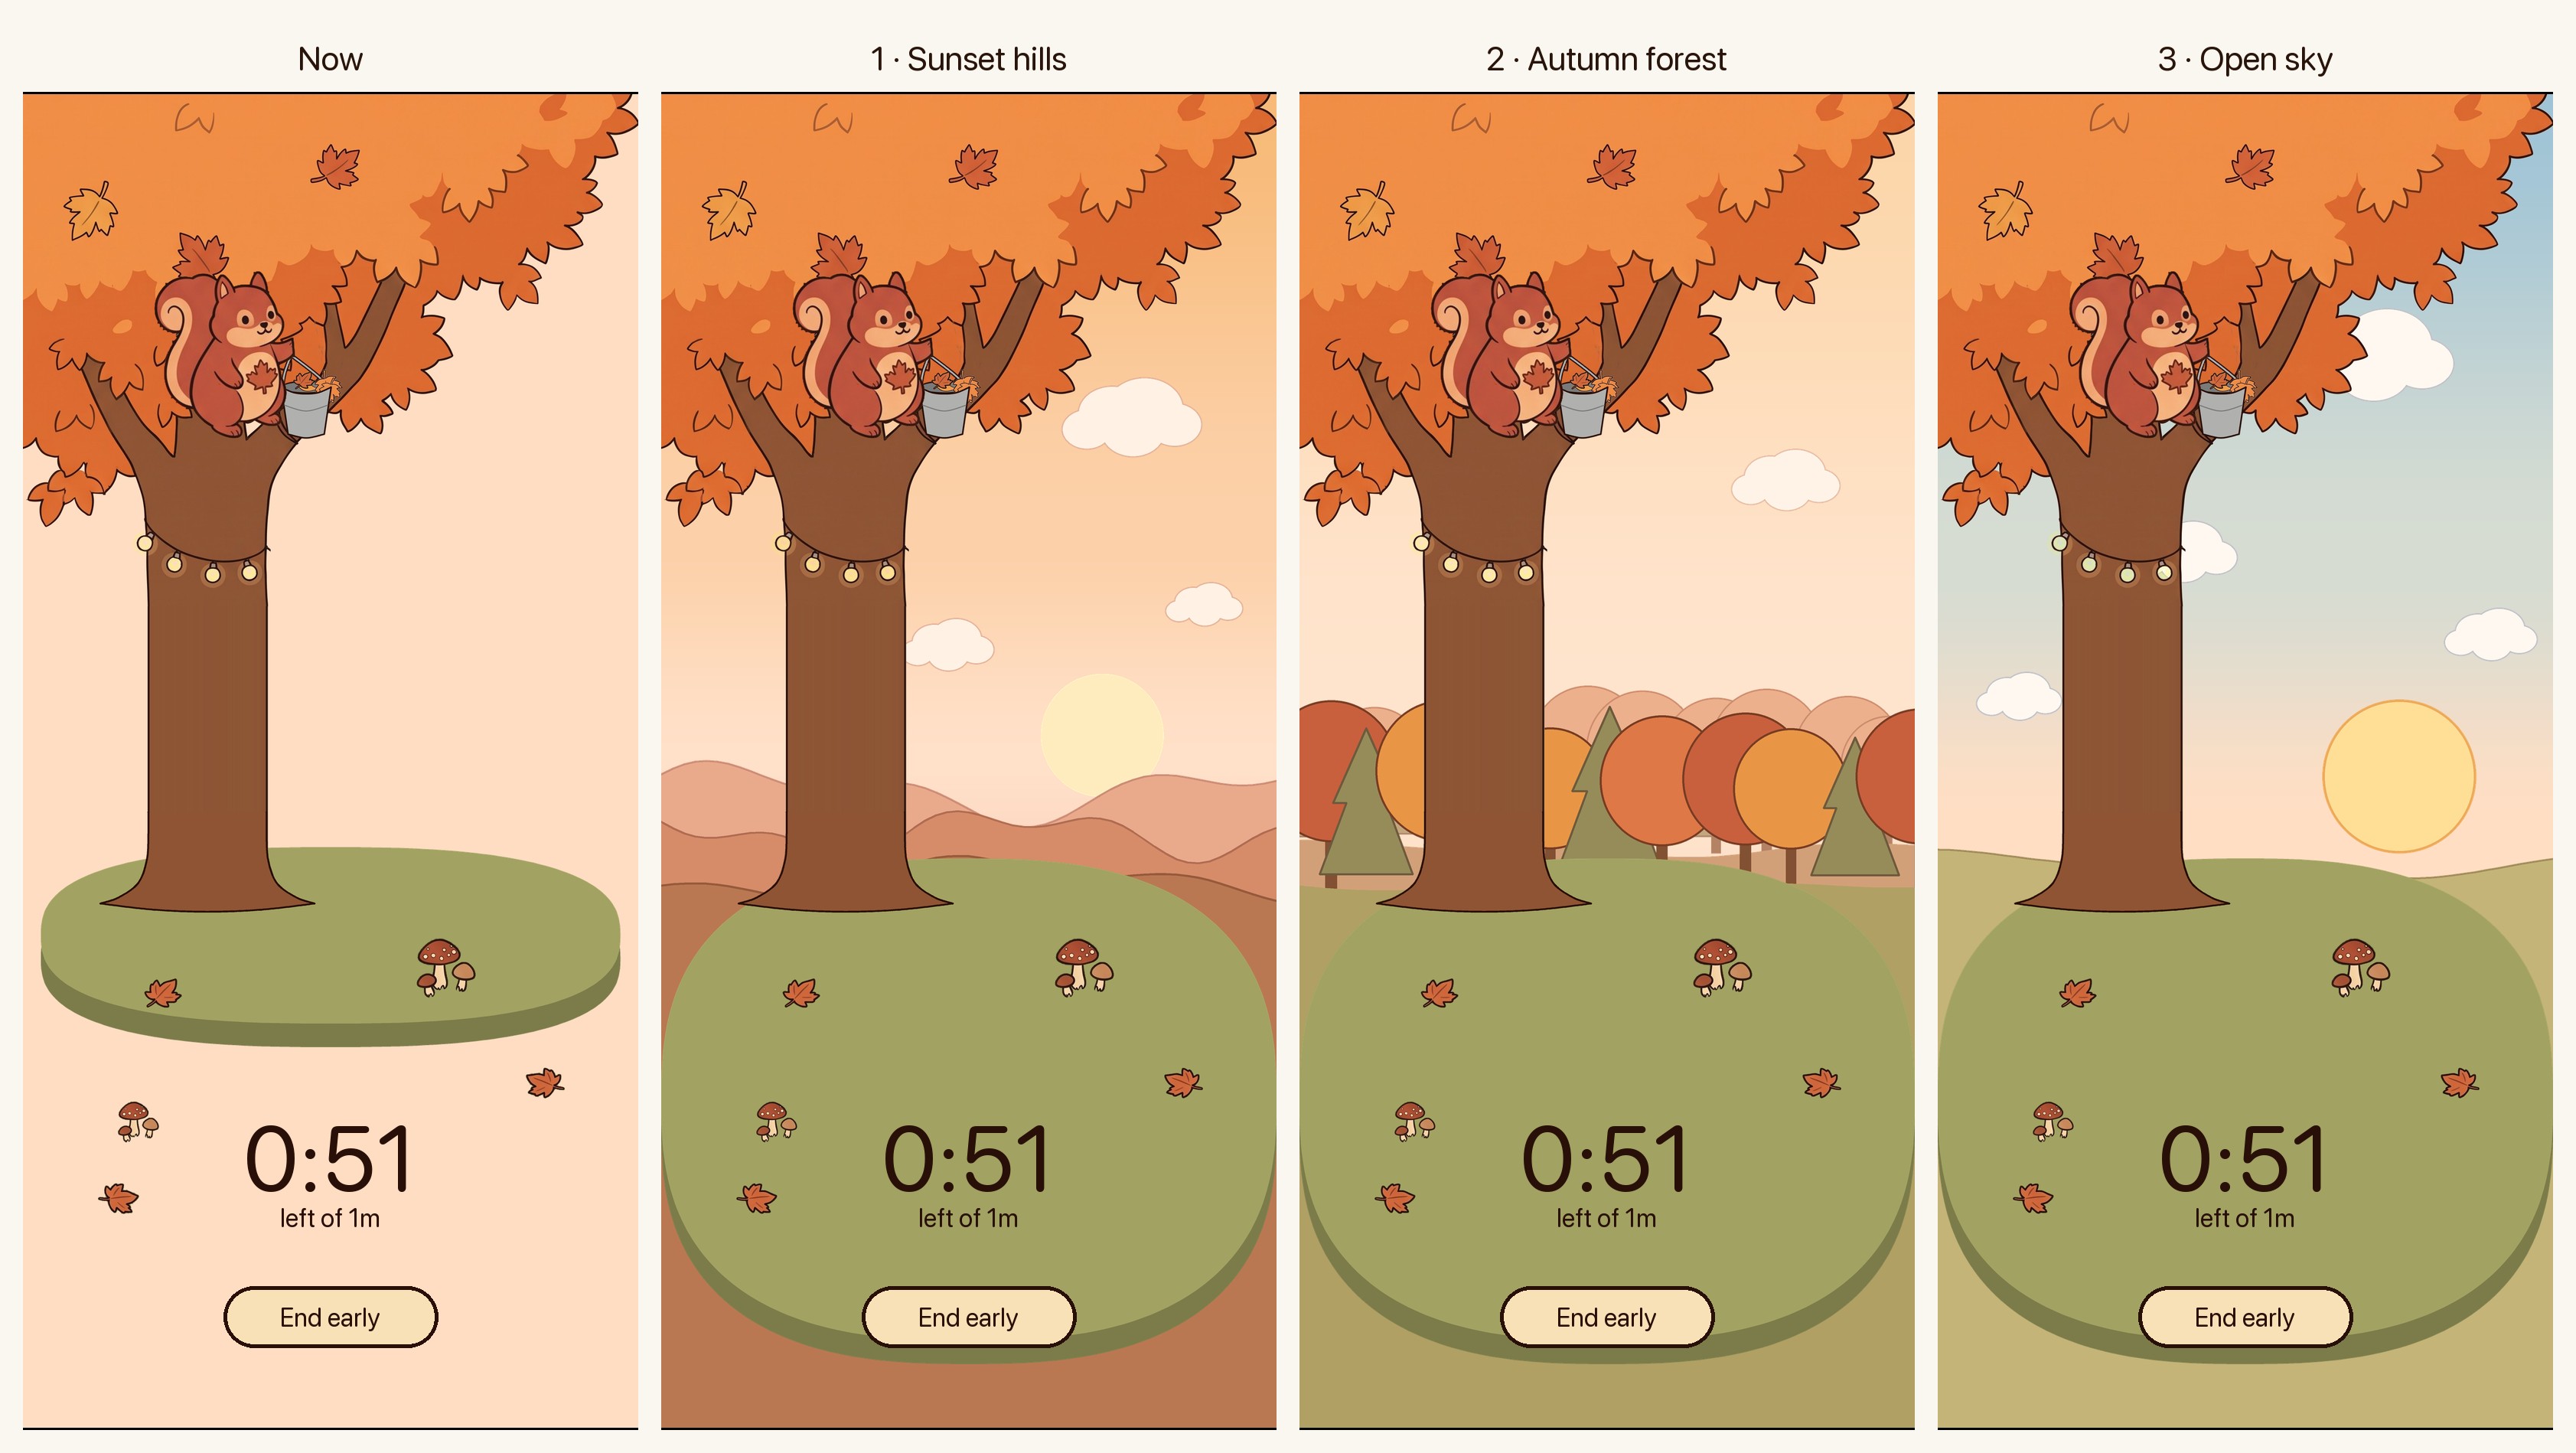 Now
0:51
left of 1m
End early
1 · Sunset hills
0:51
left of 1m
End early
2 · Autumn forest
0:51
left of 1m
End early
3 · Open sky
0:51
left of 1m
End early